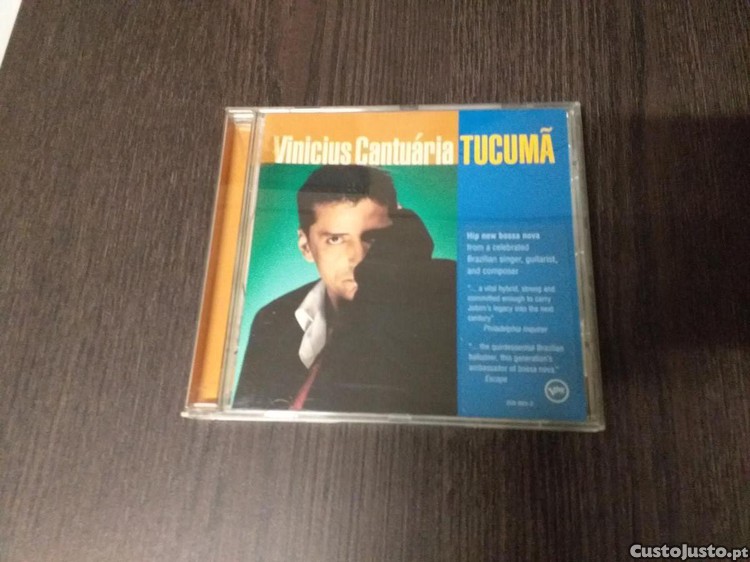 Vinicius Cantuária TUCUMÃ
Hip new bossa nova
from a celebrated
Brazilian singer, guitarist,
and composer
"... a vital hybrid, strong and
committed enough to carry
Jobim's legacy into the next
century"
Philadelphia Inquirer
"... the quintessential Brazilian
balladeer, this generation's
ambassador of bossa nova."
Escape
CustoJusto.pt